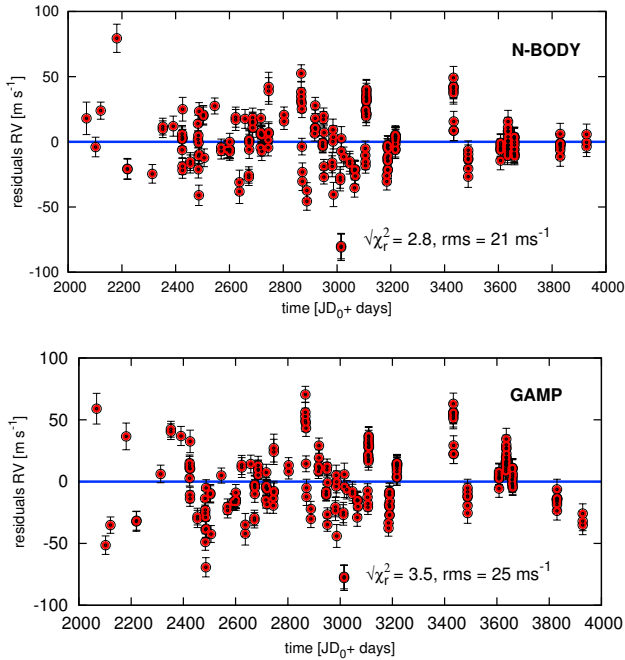 100
N-BODY
50
0
-50
-100
residuals RV [m s⁻¹]
√χ²ᵣ = 2.8, rms = 21 ms⁻¹
2000 2200 2400 2600 2800 3000 3200 3400 3600 3800 4000
time [JD₀+ days]
100
GAMP
50
0
-50
-100
residuals RV [m s⁻¹]
√χ²ᵣ = 3.5, rms = 25 ms⁻¹
2000 2200 2400 2600 2800 3000 3200 3400 3600 3800 4000
time [JD₀+ days]